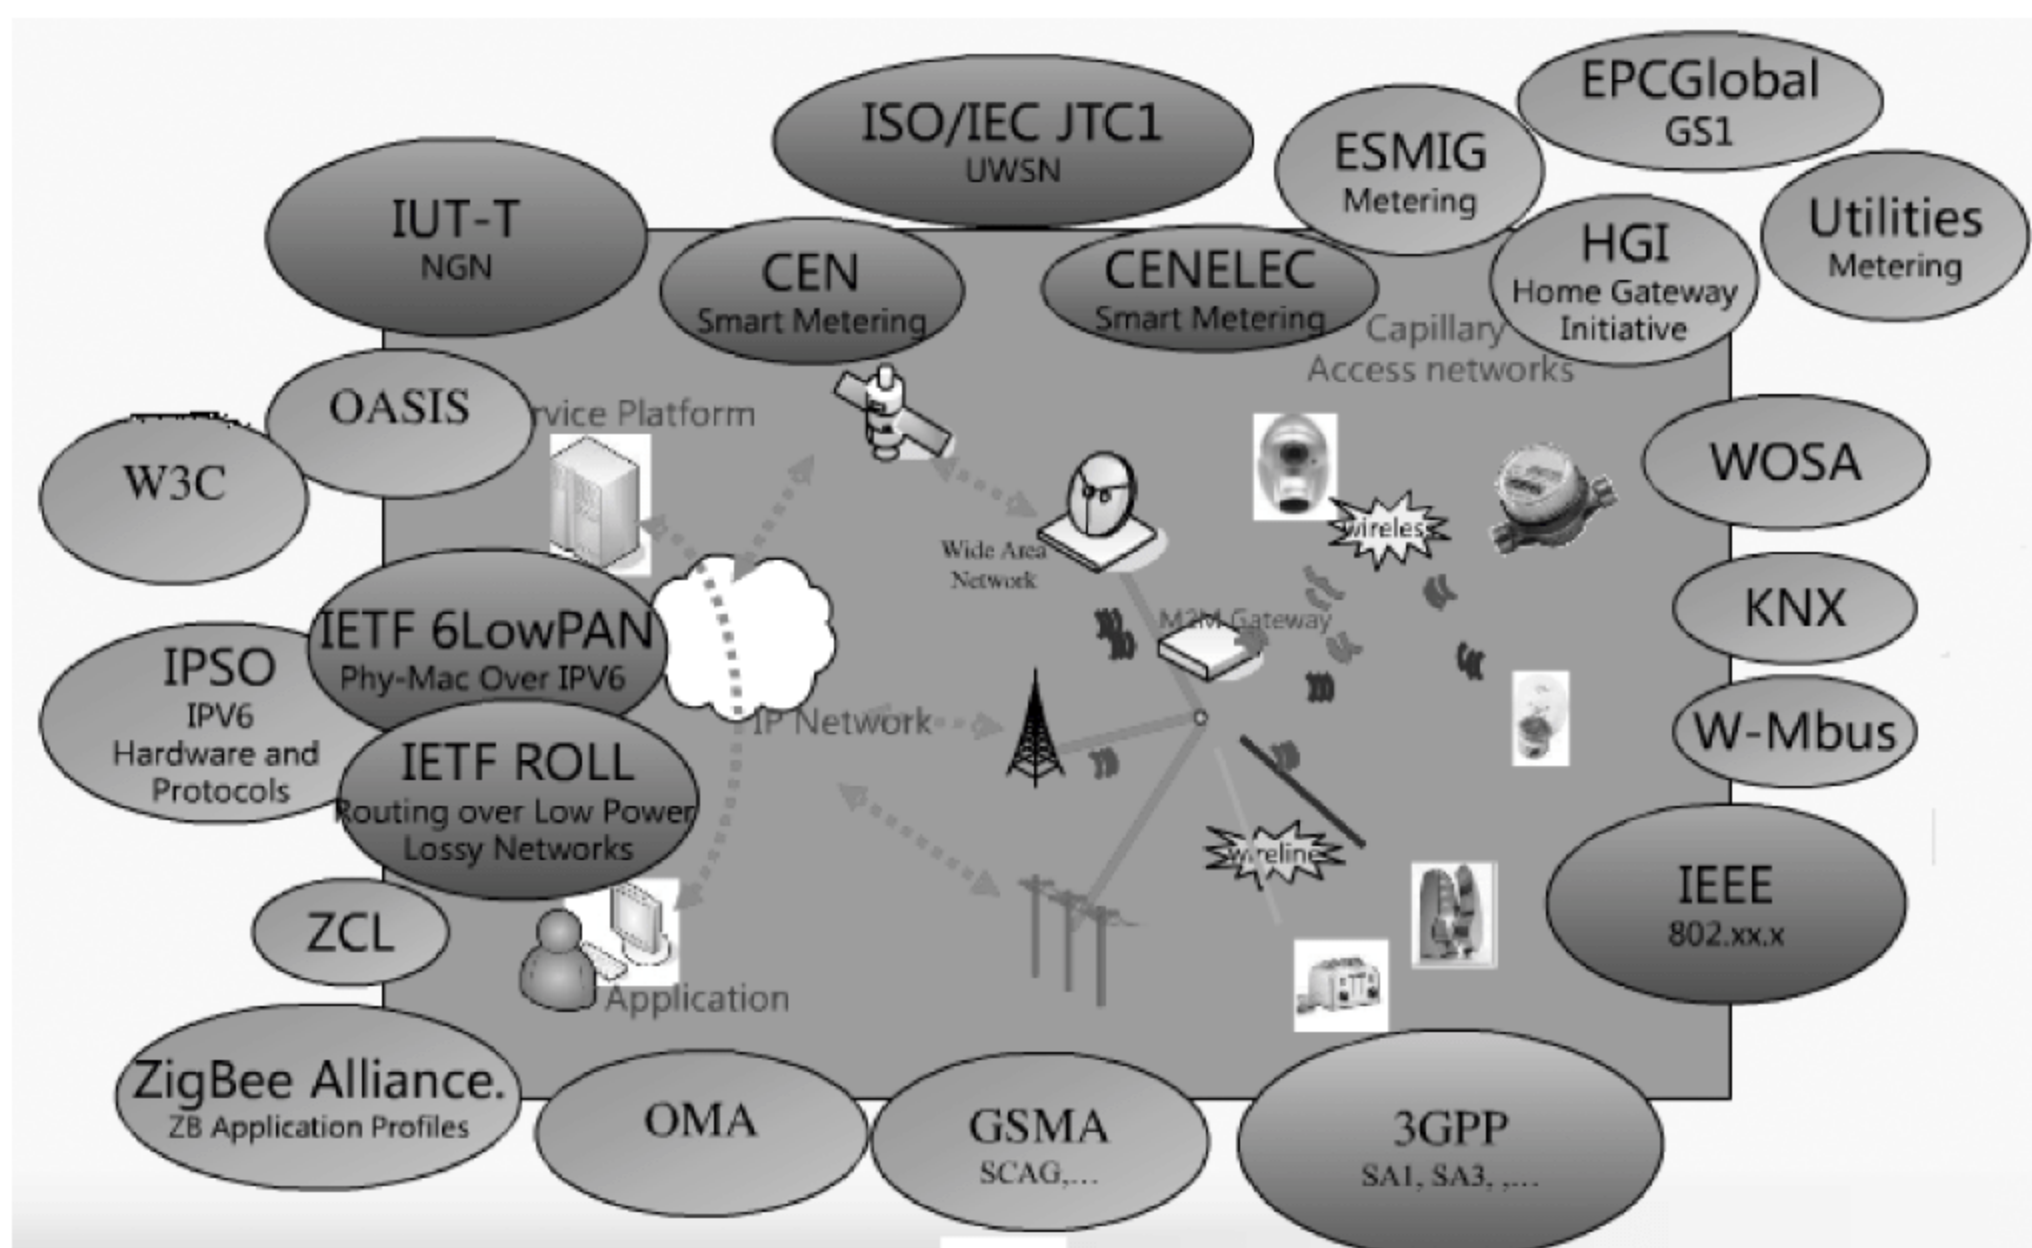 EPCGlobal
GS1
ISO/IEC JTC1
UWSN
ESMIG
Metering
IUT-T
NGN
Utilities
Metering
CEN
Smart Metering
CENELEC
Smart Metering
HGI
Home Gateway
Initiative
Capillary
Access networks
OASIS
rvice Platform
W3C
WOSA
wireles
Wide Area
Network
IETF 6LowPAN
Phy-Mac Over IPV6
M2M Gateway
KNX
IPSO
IPV6
Hardware and
Protocols
IP Network
W-Mbus
IETF ROLL
Routing over Low Power
Lossy Networks
wireline
IEEE
802.xx.x
ZCL
Application
ZigBee Alliance.
ZB Application Profiles
OMA
GSMA
SCAG,...
3GPP
SA1, SA3, ,...